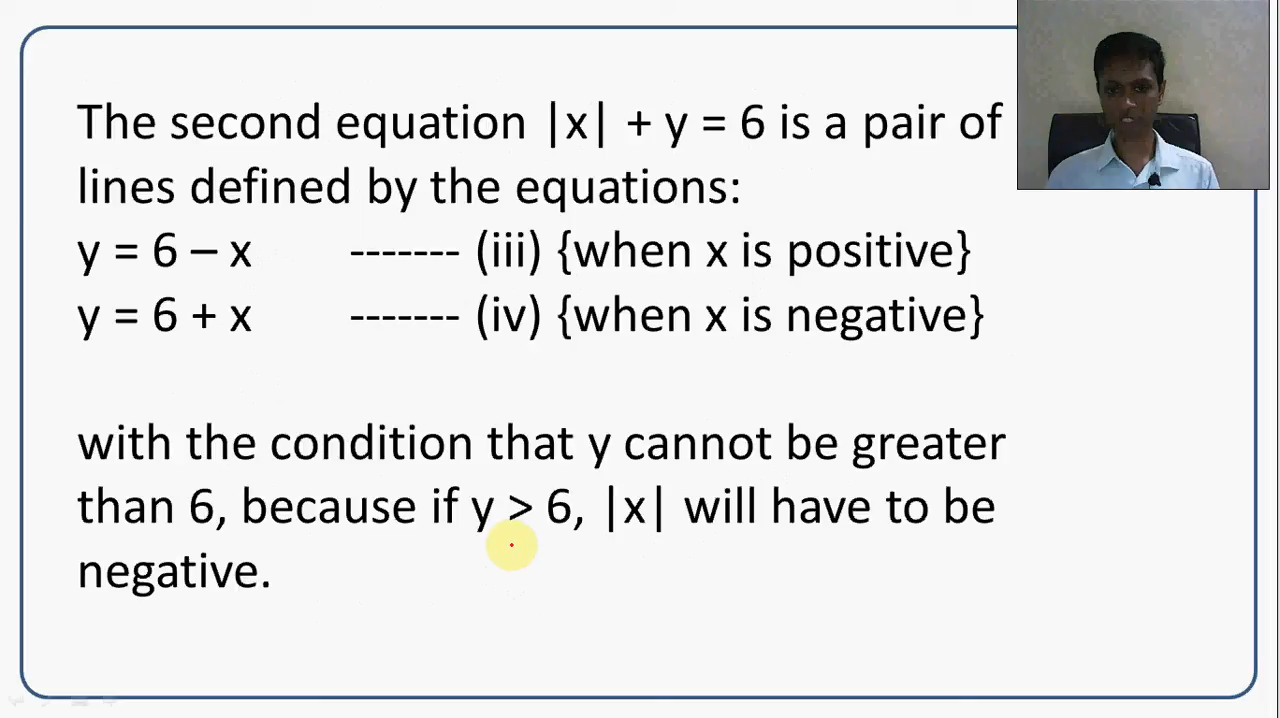 The second equation |x| + y = 6 is a pair of
lines defined by the equations:
y = 6 – x ------- (iii) {when x is positive}
y = 6 + x ------- (iv) {when x is negative}
with the condition that y cannot be greater
than 6, because if y > 6, |x| will have to be
negative.